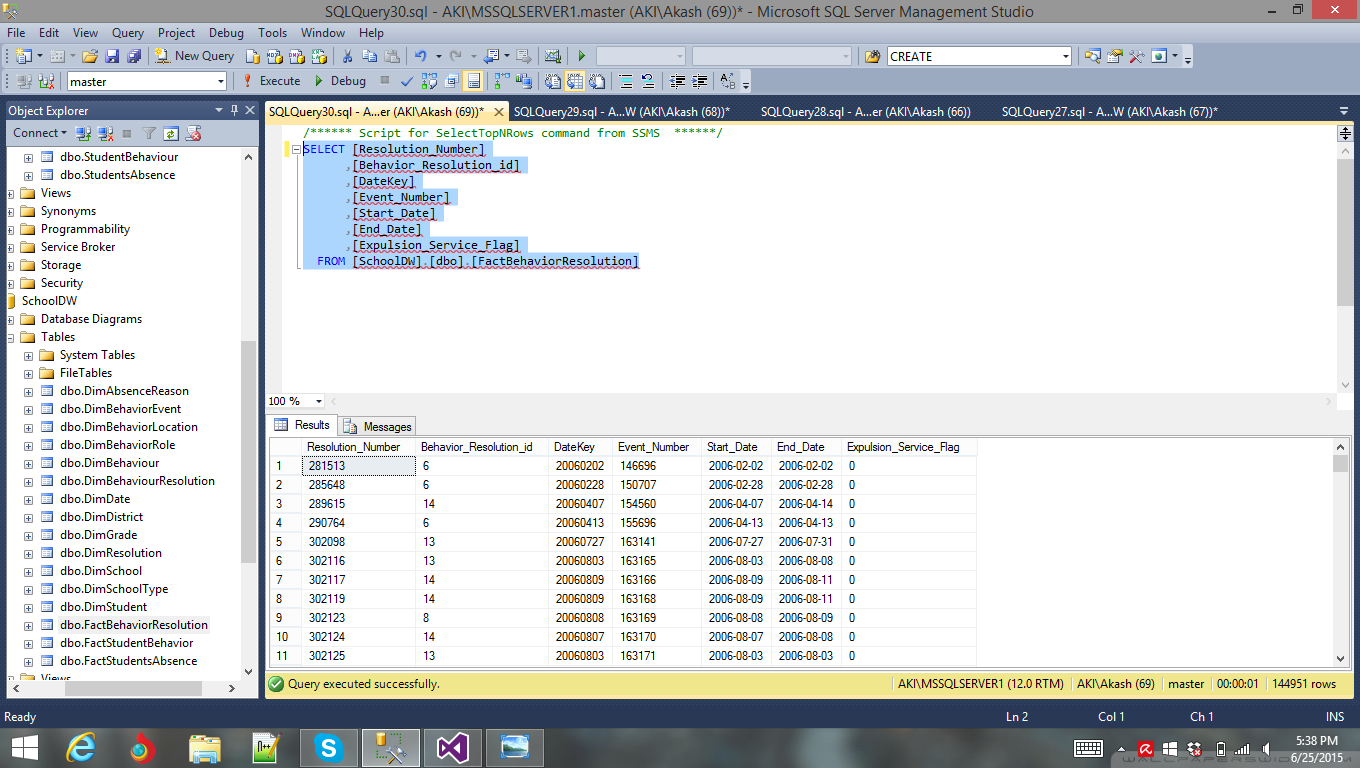 SQLQuery30.sql - AKI\MSSQLSERVER1.master (AKI\Akash (69))* - Microsoft SQL Server Management Studio
File Edit View Query Project Debug Tools Window Help
New Query CREATE
master Execute Debug
Object Explorer
Connect
dbo.StudentBehaviour
dbo.StudentsAbsence
Views
Synonyms
Programmability
Service Broker
Storage
Security
SchoolDW
Database Diagrams
Tables
System Tables
FileTables
dbo.DimAbsenceReason
dbo.DimBehaviorEvent
dbo.DimBehaviorLocation
dbo.DimBehaviorRole
dbo.DimBehaviour
dbo.DimBehaviourResolution
dbo.DimDate
dbo.DimDistrict
dbo.DimGrade
dbo.DimResolution
dbo.DimSchool
dbo.DimSchoolType
dbo.DimStudent
dbo.FactBehaviorResolution
dbo.FactStudentBehavior
dbo.FactStudentsAbsence
Views
SQLQuery30.sql - A...er (AKI\Akash (69))* SQLQuery29.sql - A...W (AKI\Akash (68))* SQLQuery28.sql - A...er (AKI\Akash (66)) SQLQuery27.sql - A...W (AKI\Akash (67))*
/****** Script for SelectTopNRows command from SSMS ******/
SELECT [Resolution_Number]
,[Behavior_Resolution_id]
,[DateKey]
,[Event_Number]
,[Start_Date]
,[End_Date]
,[Expulsion_Service_Flag]
FROM [SchoolDW].[dbo].[FactBehaviorResolution]
100 %
Results Messages
Resolution_Number Behavior_Resolution_id DateKey Event_Number Start_Date End_Date Expulsion_Service_Flag
1 281513 6 20060202 146696 2006-02-02 2006-02-02 0
2 285648 6 20060228 150707 2006-02-28 2006-02-28 0
3 289615 14 20060407 154560 2006-04-07 2006-04-14 0
4 290764 6 20060413 155696 2006-04-13 2006-04-13 0
5 302098 13 20060727 163141 2006-07-27 2006-07-31 0
6 302116 13 20060803 163165 2006-08-03 2006-08-08 0
7 302117 14 20060809 163166 2006-08-09 2006-08-11 0
8 302119 14 20060809 163168 2006-08-09 2006-08-11 0
9 302123 8 20060808 163169 2006-08-08 2006-08-09 0
10 302124 14 20060807 163170 2006-08-07 2006-08-08 0
11 302125 13 20060803 163171 2006-08-03 2006-08-03 0
Query executed successfully. AKI\MSSQLSERVER1 (12.0 RTM) AKI\Akash (69) master 00:00:01 144951 rows
Ready Ln 2 Col 1 Ch 1 INS
5:38 PM
6/25/2015